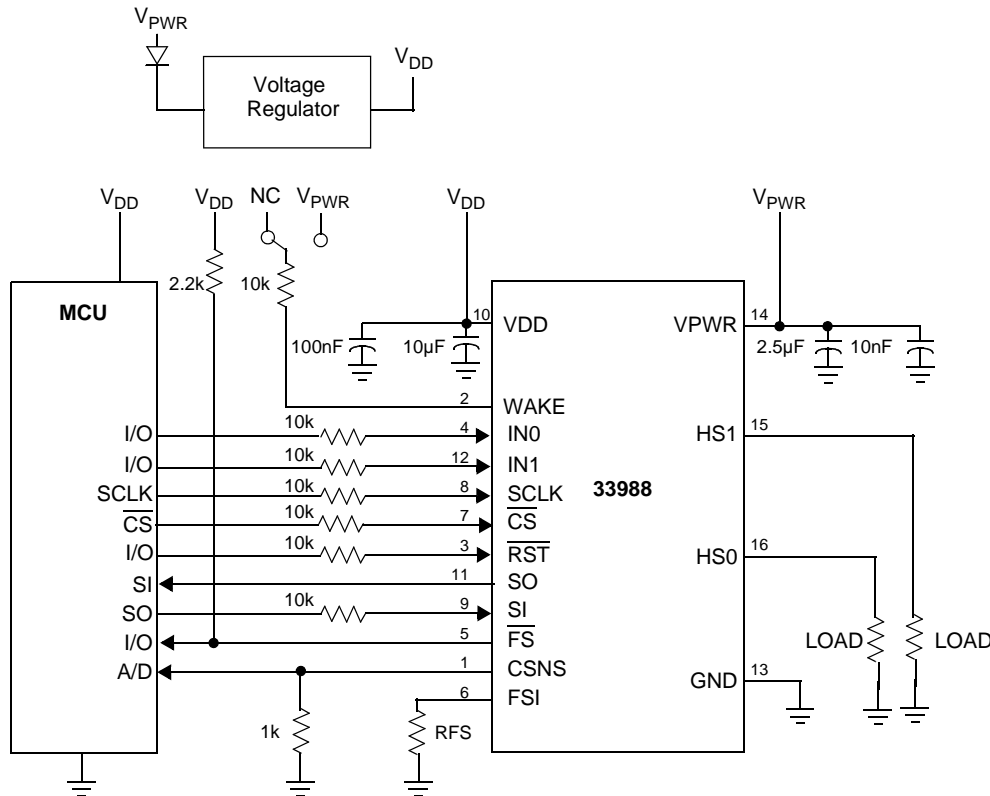 VPWR
Voltage
Regulator
VDD
VDD
VDD
NC
VPWR
VDD
VPWR
2.2k
10k
MCU
100nF
10µF
10
VDD
VPWR
14
2.5µF
10nF
2
WAKE
I/O
10k
4
IN0
HS1
15
I/O
10k
12
IN1
SCLK
10k
8
SCLK
33988
CS
10k
7
CS
I/O
10k
3
RST
HS0
16
SI
11
SO
SO
10k
9
SI
I/O
5
FS
LOAD
LOAD
A/D
1
CSNS
GND
13
6
FSI
1k
RFS